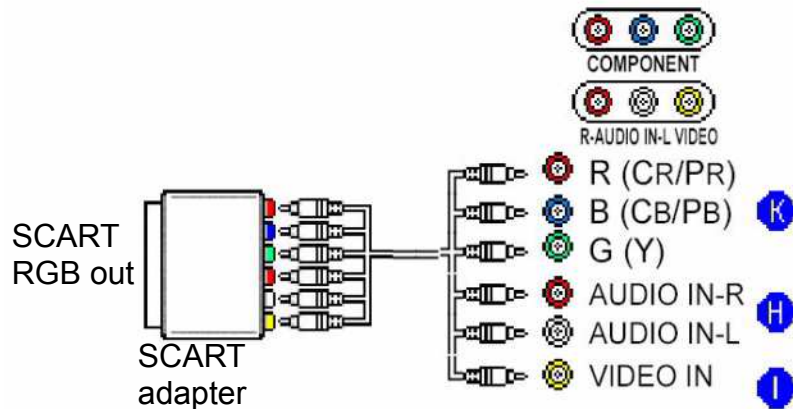 COMPONENT
R-AUDIO IN-L VIDEO
R (CR/PR)
B (CB/PB)
K
G (Y)
SCART
RGB out
AUDIO IN-R
H
AUDIO IN-L
SCART
adapter
VIDEO IN
I